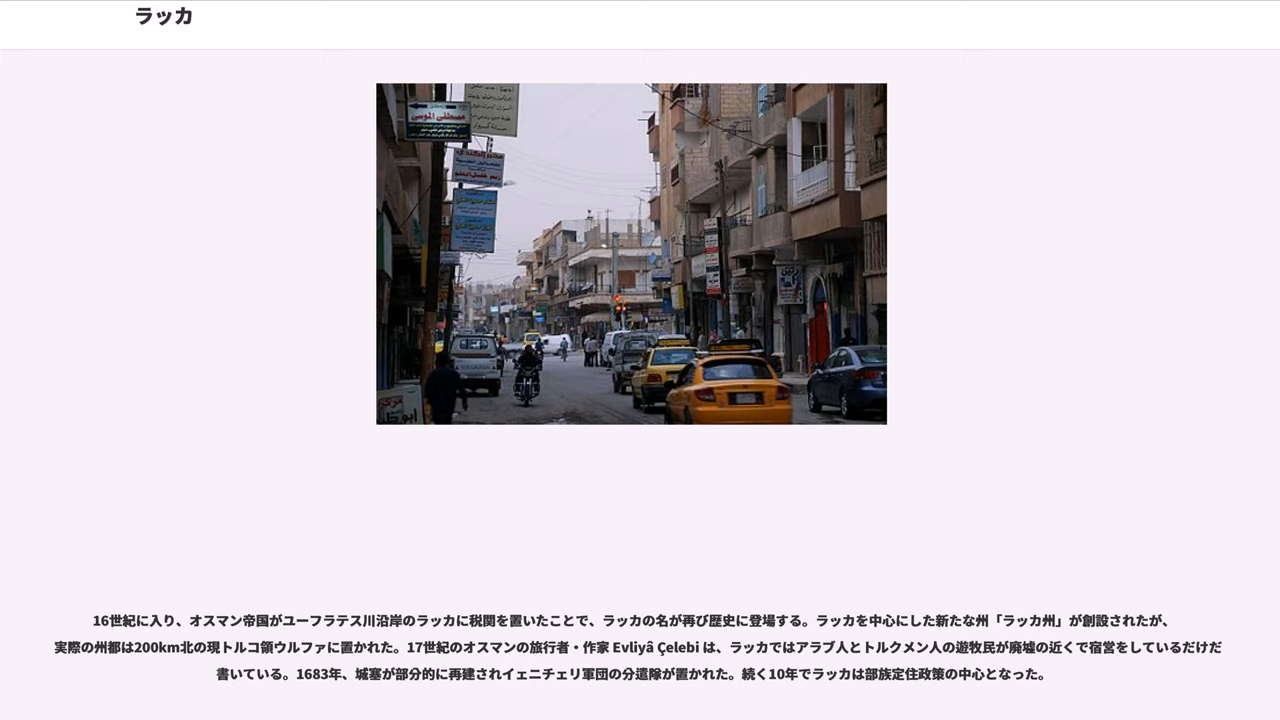 ラッカ
مصطفى الموسى
16世紀に入り、オスマン帝国がユーフラテス川沿岸のラッカに税関を置いたことで、ラッカの名が再び歴史に登場する。ラッカを中心にした新たな州「ラッカ州」が創設されたが、
実際の州都は200km北の現トルコ領ウルファに置かれた。17世紀のオスマンの旅行者・作家 Evliyâ Çelebi は、ラッカではアラブ人とトルクメン人の遊牧民が廃墟の近くで宿営をしているだけだ
書いている。1683年、城塞が部分的に再建されイェニチェリ軍団の分遣隊が置かれた。続く10年でラッカは部族定住政策の中心となった。